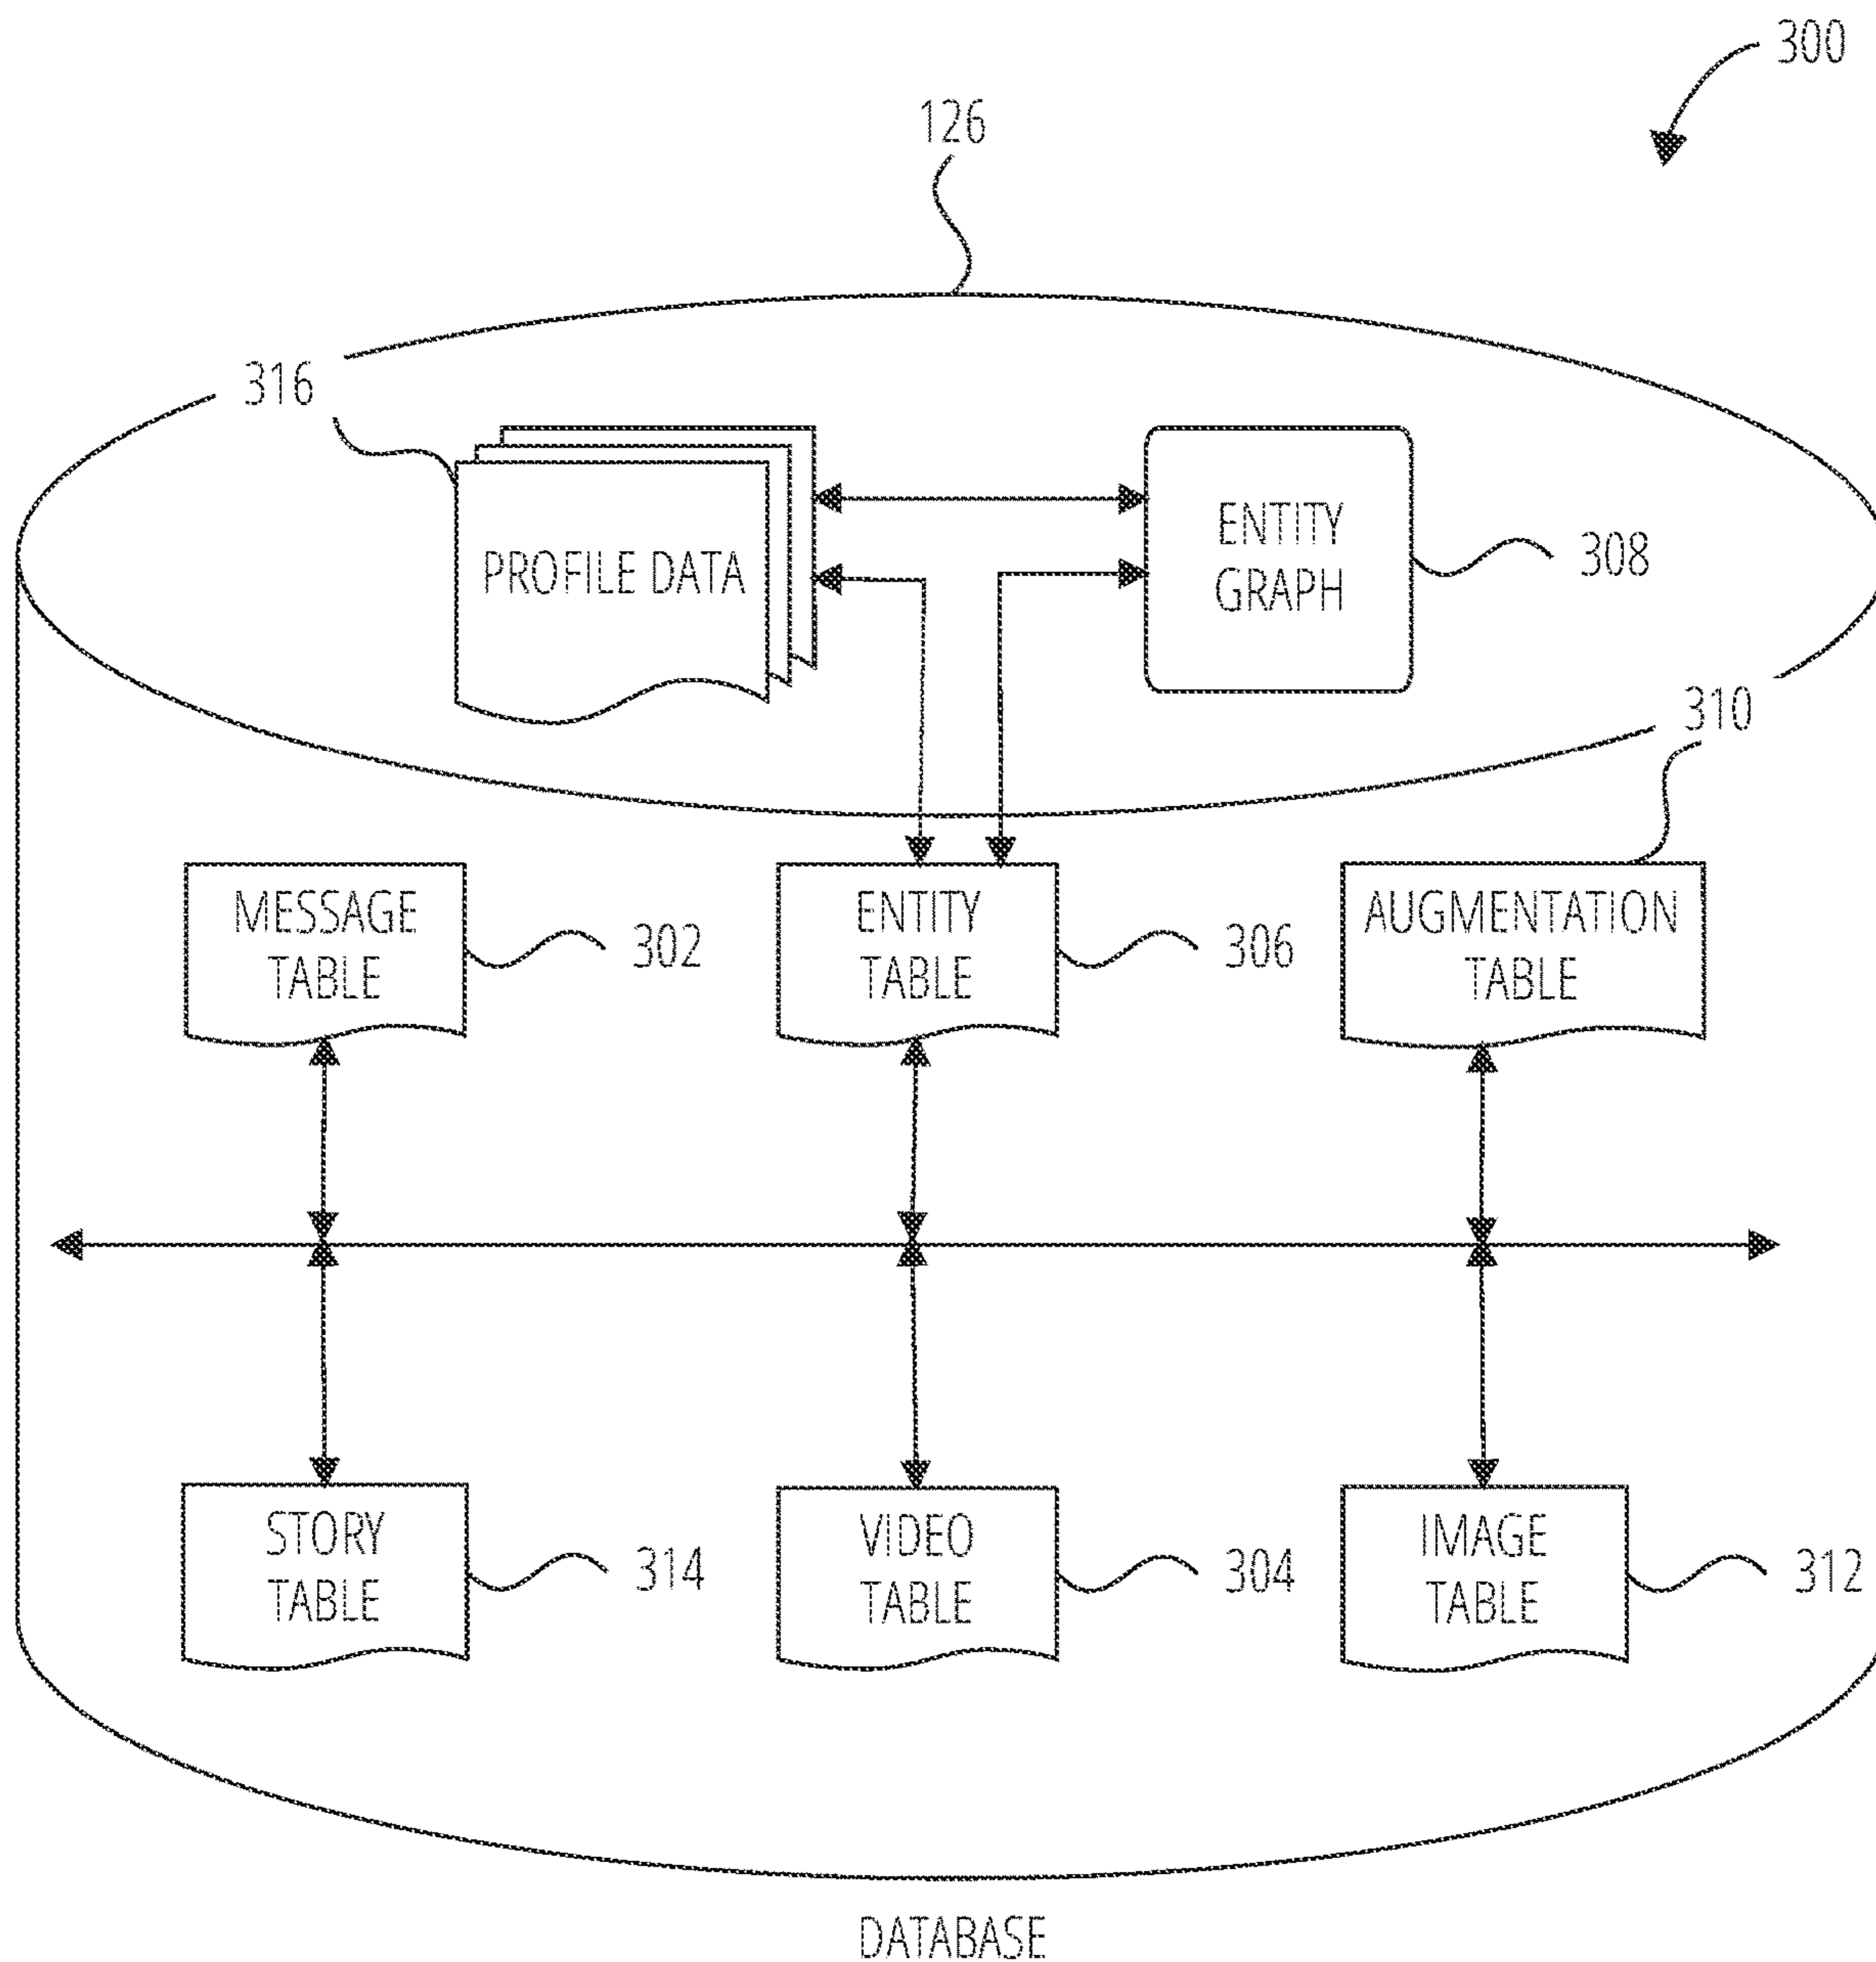 300
126
316
PROFILE DATA
ENTITY
GRAPH
308
310
MESSAGE
TABLE
302
ENTITY
TABLE
306
AUGMENTATION
TABLE
STORY
TABLE
314
VIDEO
TABLE
304
IMAGE
TABLE
312
DATABASE